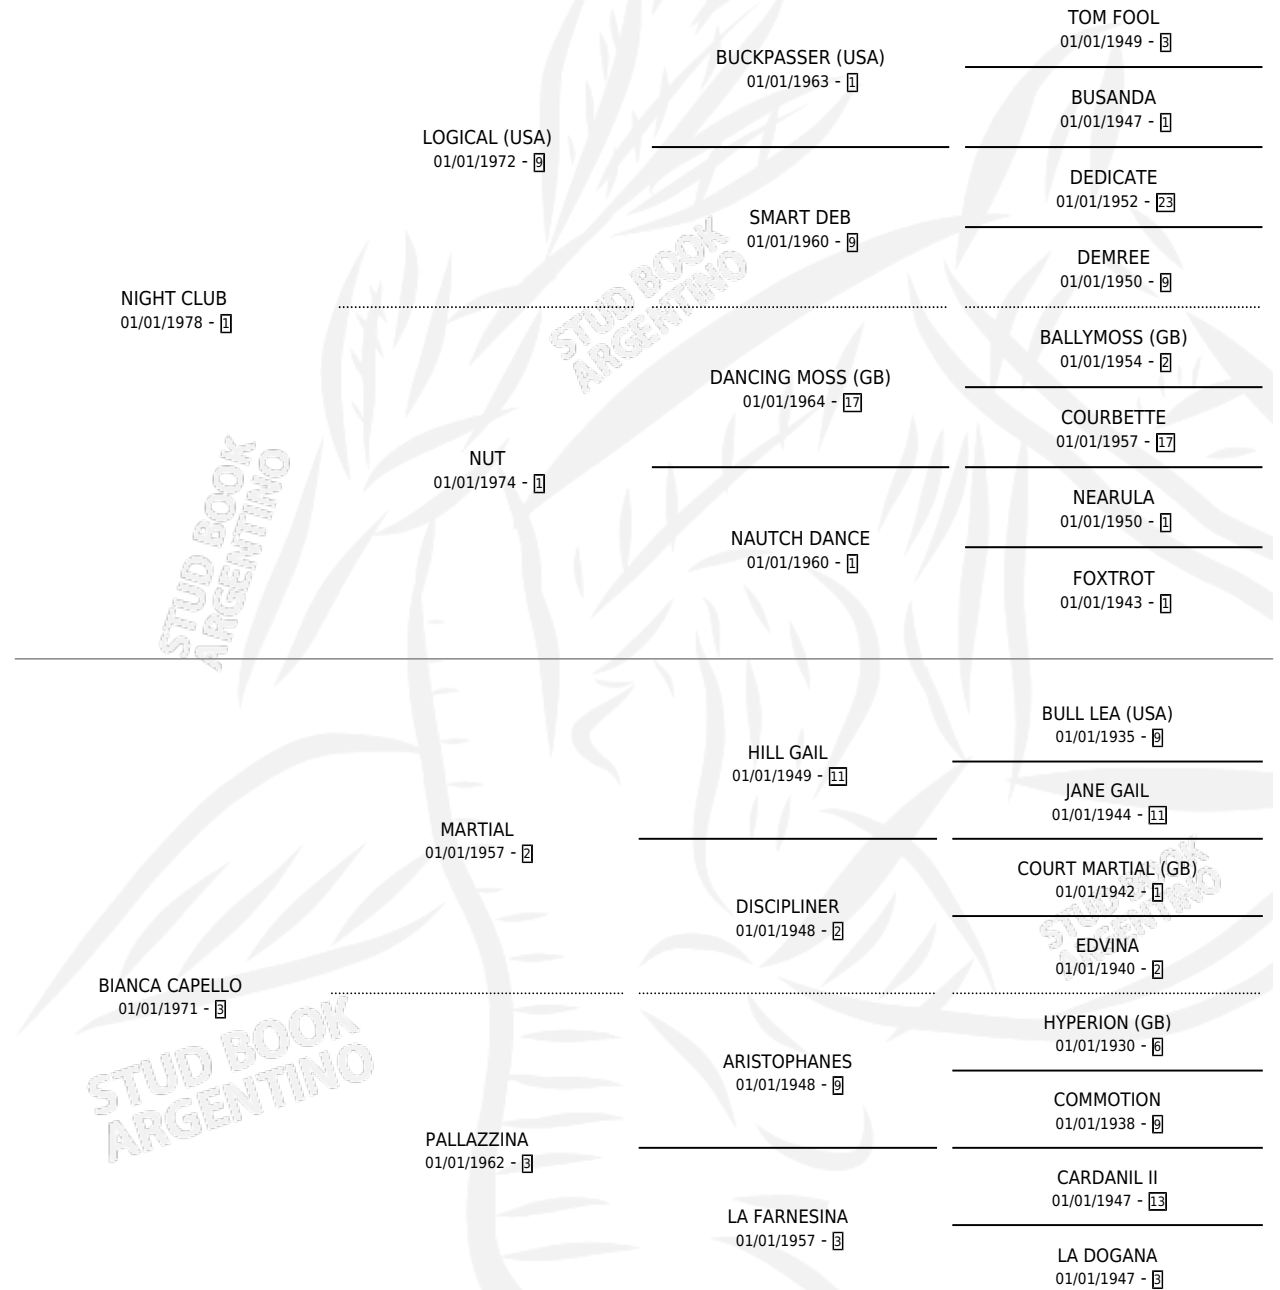 TOM FOOL
01/01/1949 - 3
BUCKPASSER (USA)
01/01/1963 - 1
BUSANDA
01/01/1947 - 1
LOGICAL (USA)
01/01/1972 - 9
DEDICATE
01/01/1952 - 23
SMART DEB
01/01/1960 - 9
DEMREE
01/01/1950 - 9
NIGHT CLUB
01/01/1978 - 1
BALLYMOSS (GB)
01/01/1954 - 2
DANCING MOSS (GB)
01/01/1964 - 17
COURBETTE
01/01/1957 - 17
NUT
01/01/1974 - 1
NEARULA
01/01/1950 - 1
NAUTCH DANCE
01/01/1960 - 1
FOXTROT
01/01/1943 - 1
BULL LEA (USA)
01/01/1935 - 9
HILL GAIL
01/01/1949 - 11
JANE GAIL
01/01/1944 - 11
MARTIAL
01/01/1957 - 2
COURT MARTIAL (GB)
01/01/1942 - 1
DISCIPLINER
01/01/1948 - 2
EDVINA
01/01/1940 - 2
BIANCA CAPELLO
01/01/1971 - 3
HYPERION (GB)
01/01/1930 - 6
ARISTOPHANES
01/01/1948 - 9
COMMOTION
01/01/1938 - 9
PALLAZZINA
01/01/1962 - 3
CARDANIL II
01/01/1947 - 13
LA FARNESINA
01/01/1957 - 3
LA DOGANA
01/01/1947 - 3
STUD BOOK
ARGENTINO
STUD BOOK
ARGENTINO
STUD BOOK
ARGENTINO
STUD BOOK
ARGENTINO